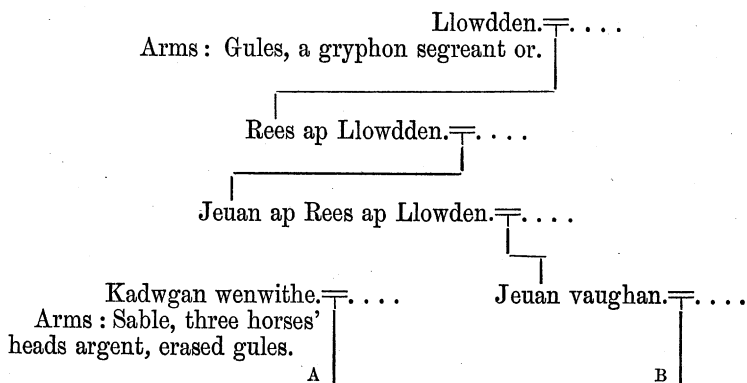 Llowdden.=. . . .
Arms : Gules, a gryphon segreant or.
Rees ap Llowdden.=. . . .
Jeuan ap Rees ap Llowden.=. . . .
Kadwgan wenwithe.=. . . . Jeuan vaughan.=. . . .
Arms : Sable, three horses'
heads argent, erased gules.
A B